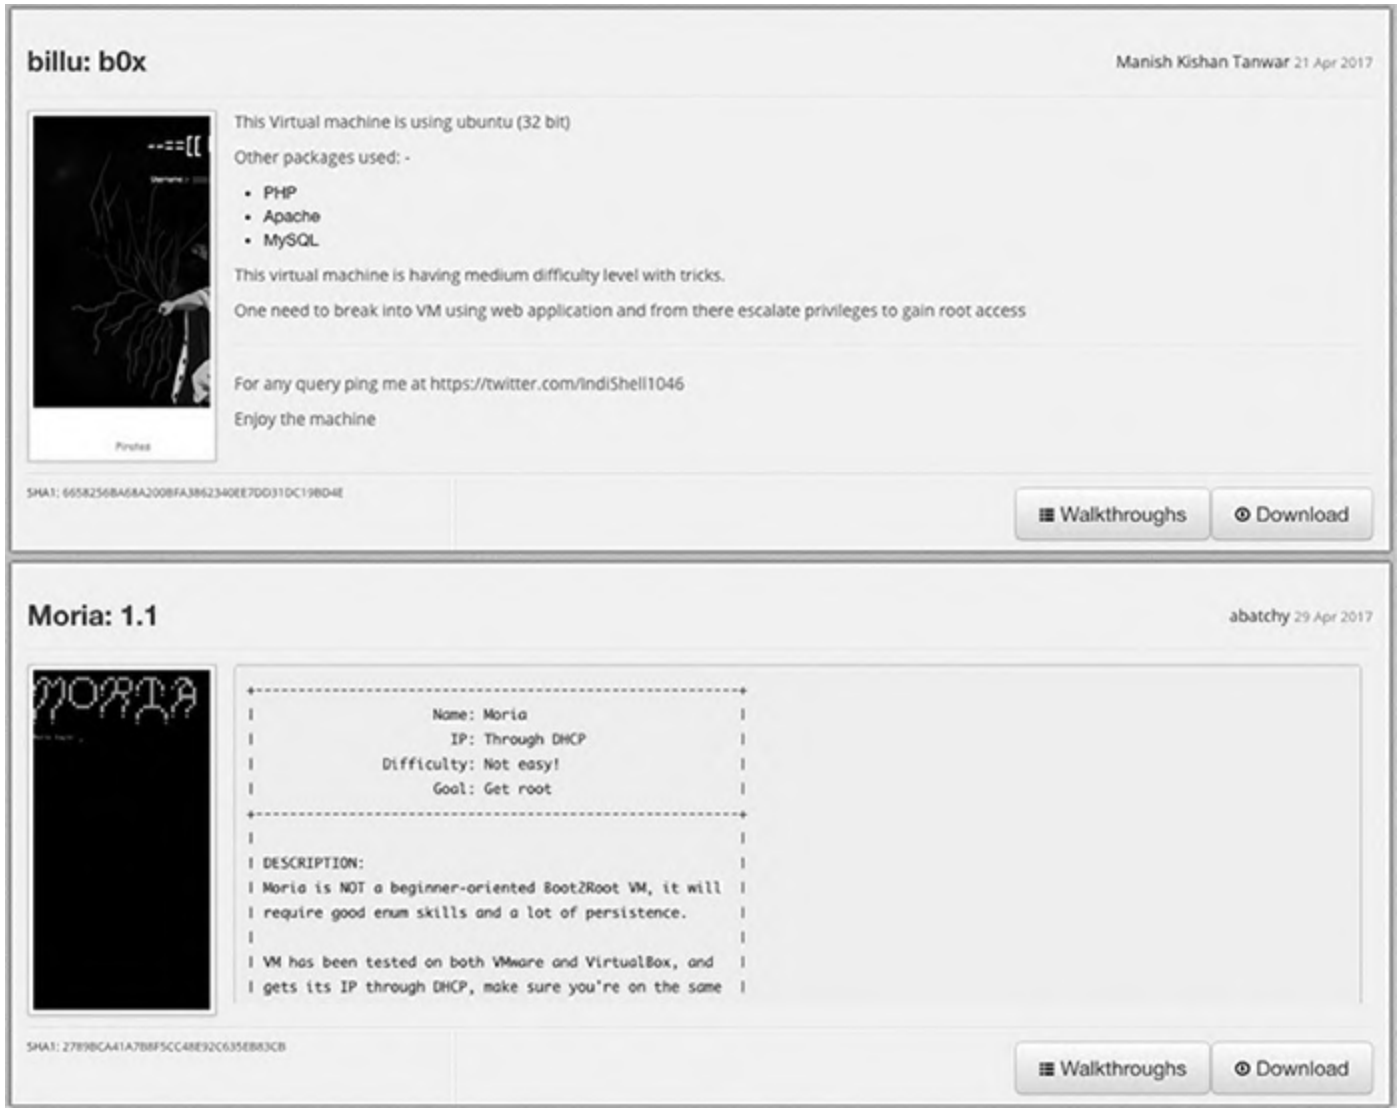 billu: b0x
Manish Kishan Tanwar 21 Apr 2017
--==[[
This Virtual machine is using ubuntu (32 bit)
Other packages used: -
• PHP
• Apache
• MySQL
This virtual machine is having medium difficulty level with tricks.
One need to break into VM using web application and from there escalate privileges to gain root access
For any query ping me at https://twitter.com/IndiShell1046
Enjoy the machine
Pirates
SHA1:
Walkthroughs
Download
Moria: 1.1
abatchy 29 Apr 2017
MORIA
Name: Moria
IP: Through DHCP
Difficulty: Not easy!
Goal: Get root
DESCRIPTION:
Moria is NOT a beginner-oriented Boot2Root VM, it will
require good enum skills and a lot of persistence.
VM has been tested on both VMware and VirtualBox, and
gets its IP through DHCP, make sure you're on the same
SHA1:
Walkthroughs
Download